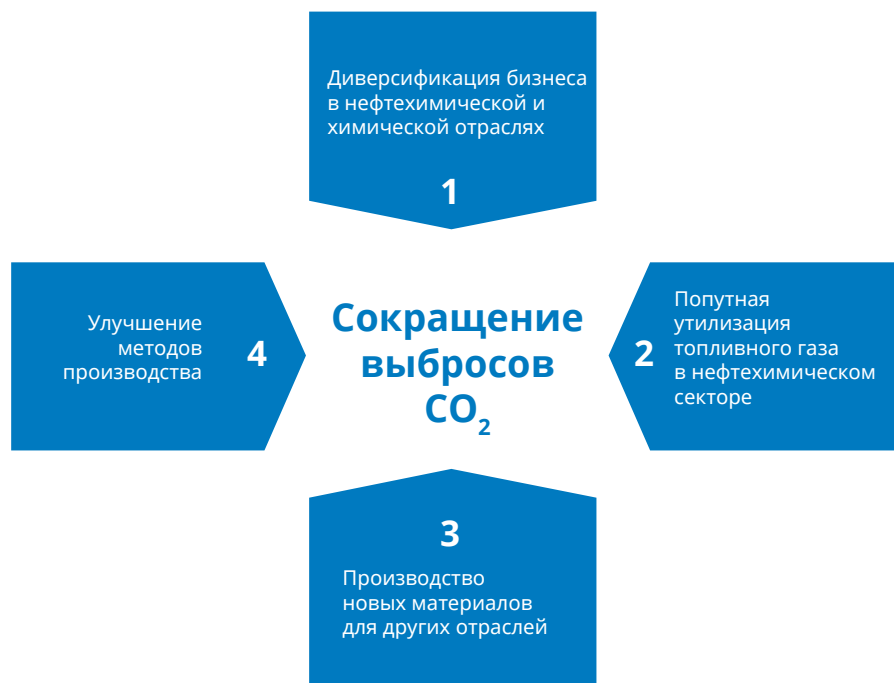 Диверсификация бизнеса
в нефтехимической и
химической отраслях
1
Сокращение
выбросов
CO₂
2
Попутная
утилизация
топливного газа
в нефтехимическом
секторе
3
Производство
новых материалов
для других отраслей
Улучшение
методов
производства
4